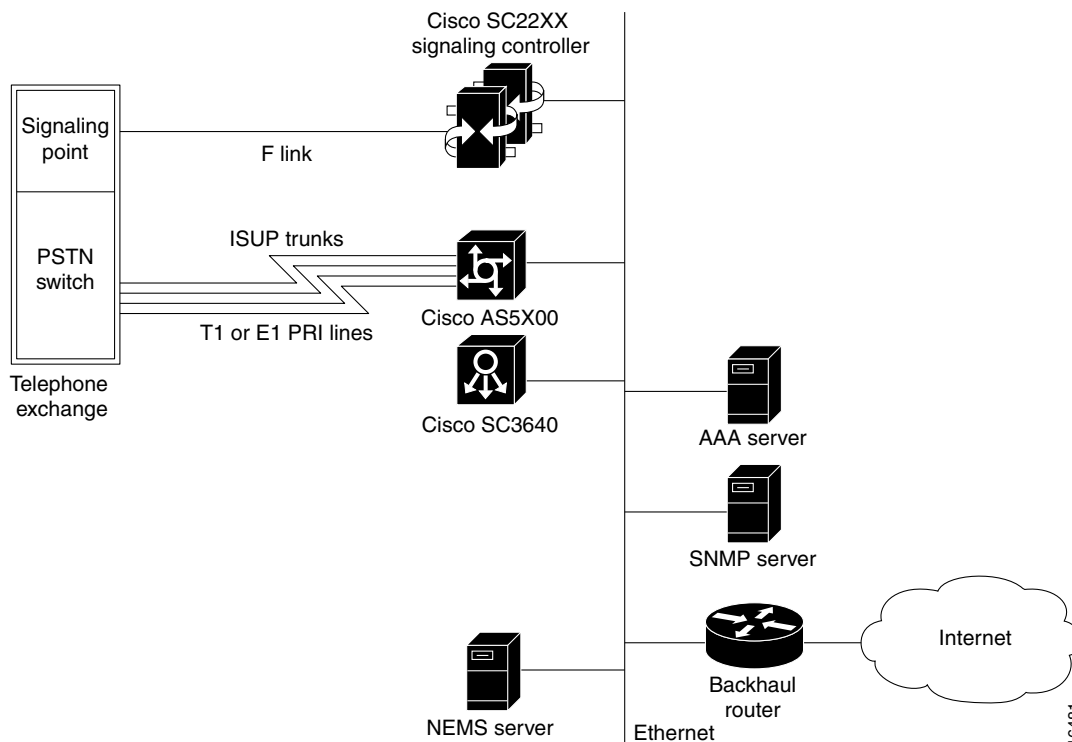 Cisco SC22XX
signaling controller
Signaling
point
F link
ISUP trunks
PSTN
switch
T1 or E1 PRI lines
Cisco AS5X00
Telephone
exchange
Cisco SC3640
AAA server
SNMP server
Internet
Backhaul
router
NEMS server
Ethernet